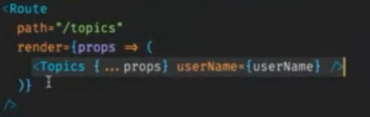 <Route
path="/topics"
render={props ⇒ (
<Topics {...props} userName={userName} />
)}
/>